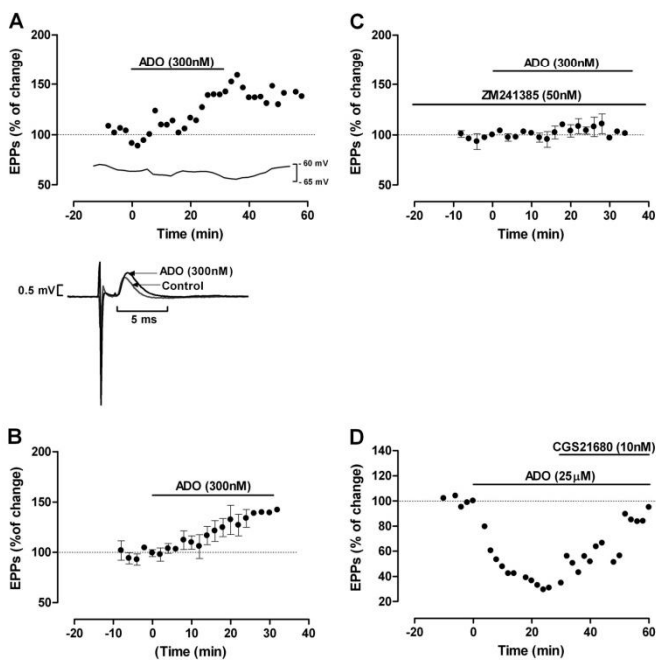 A
EPPs (% of change)
200
150
100
50
ADO (300nM)
- 60 mV
- 65 mV
-20 0 20 40 60
Time (min)
0.5 mV
ADO (300nM)
Control
5 ms
B
EPPs (%of change)
200
150
100
50
ADO (300nM)
-20 -10 0 10 20 30 40
(Time (min)
C
EPPs (% of change)
200
150
100
50
ADO (300nM)
ZM241385 (50nM)
-20 -10 0 10 20 30 40
Time (min)
D
EPPs (% of change)
140
120
100
80
60
40
20
CGS21680 (10nM)
ADO (25µM)
-20 0 20 40 60
Time (min)